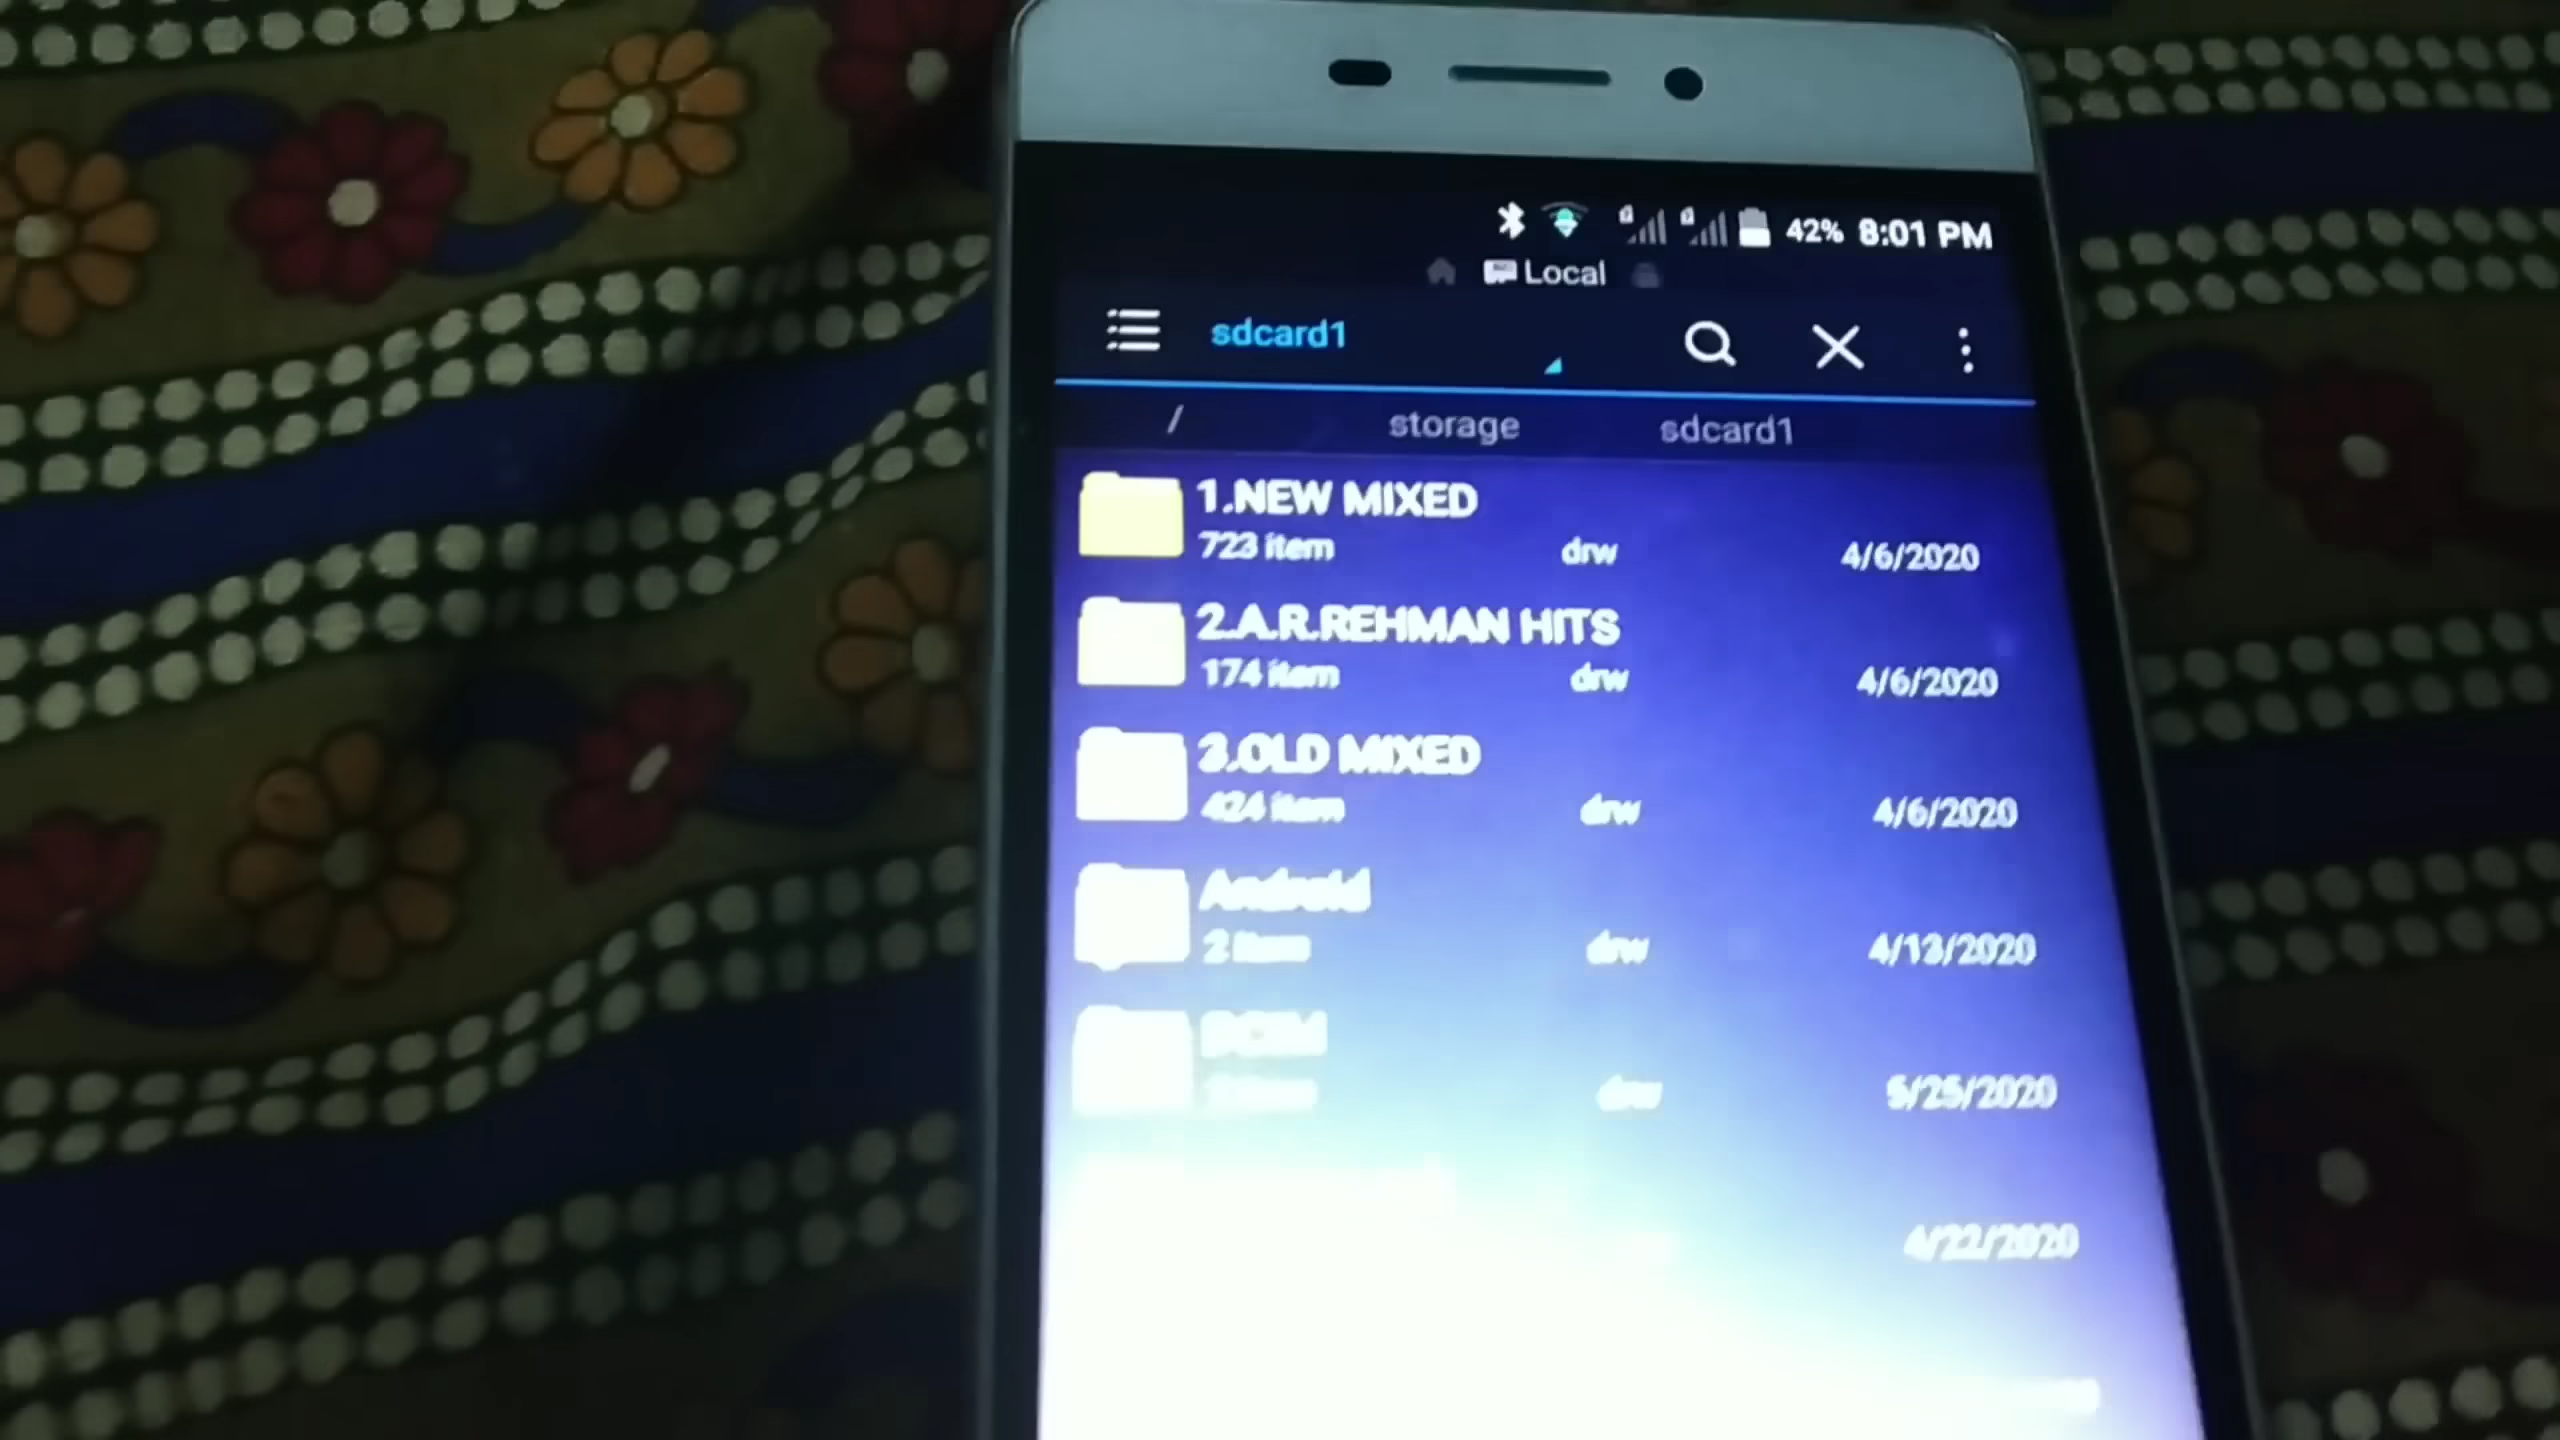 42% 8:01 PM
Local
sdcard1
/ storage sdcard1
1.NEW MIXED
723 item drw 4/6/2020
2.A.R.REHMAN HITS
174 item drw 4/6/2020
3.OLD MIXED
424 item drw 4/6/2020
Android
2 item drw 4/13/2020
DCIM
item drw 5/25/2020
4/22/2020